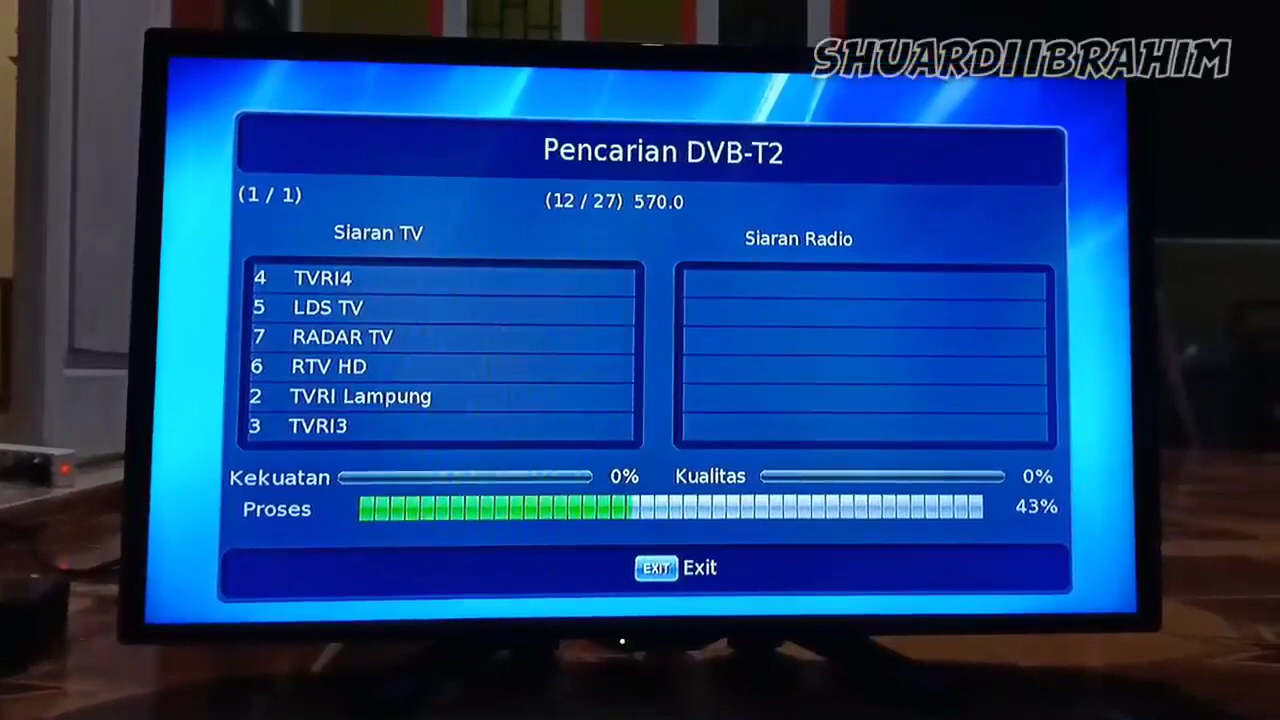 SHUARDI IBRAHIM
Pencarian DVB-T2
(1 / 1) (12 / 27) 570.0
Siaran TV Siaran Radio
4 TVRI4
5 LDS TV
7 RADAR TV
6 RTV HD
2 TVRI Lampung
3 TVRI3
Kekuatan 0% Kualitas 0%
Proses 43%
EXIT Exit